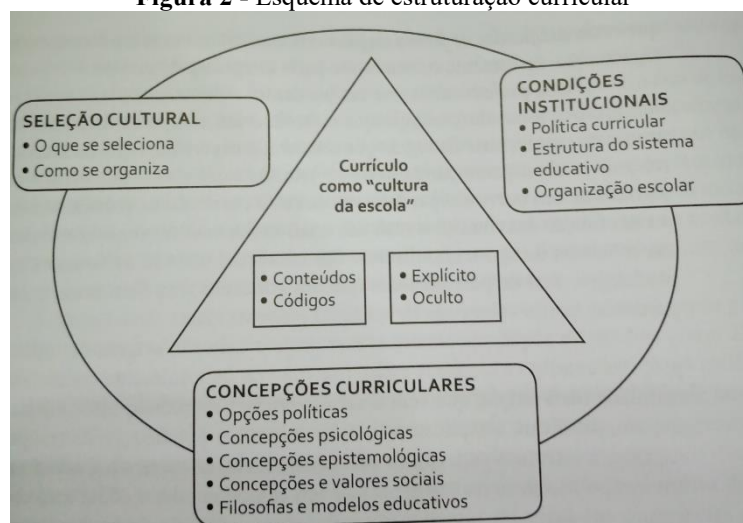 Figura 2 - Esquema de estruturação curricular
SELEÇÃO CULTURAL
• O que se seleciona
• Como se organiza
CONDIÇÕES
INSTITUCIONAIS
• Política curricular
• Estrutura do sistema
educativo
• Organização escolar
Currículo
como "cultura
da escola"
• Conteúdos
• Códigos
• Explícito
• Oculto
CONCEPÇÕES CURRICULARES
• Opções políticas
• Concepções psicológicas
• Concepções epistemológicas
• Concepções e valores sociais
• Filosofias e modelos educativos